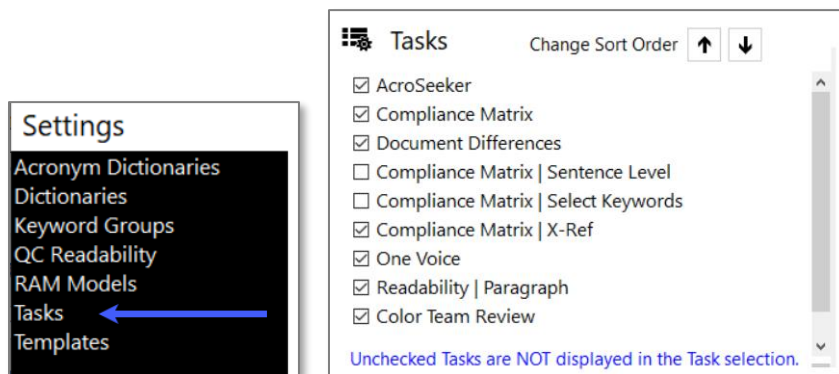 Settings
Acronym Dictionaries
Dictionaries
Keyword Groups
QC Readability
RAM Models
Tasks
Templates
Tasks Change Sort Order
AcroSeeker
Compliance Matrix
Document Differences
Compliance Matrix | Sentence Level
Compliance Matrix | Select Keywords
Compliance Matrix | X-Ref
One Voice
Readability | Paragraph
Color Team Review
Unchecked Tasks are NOT displayed in the Task selection.